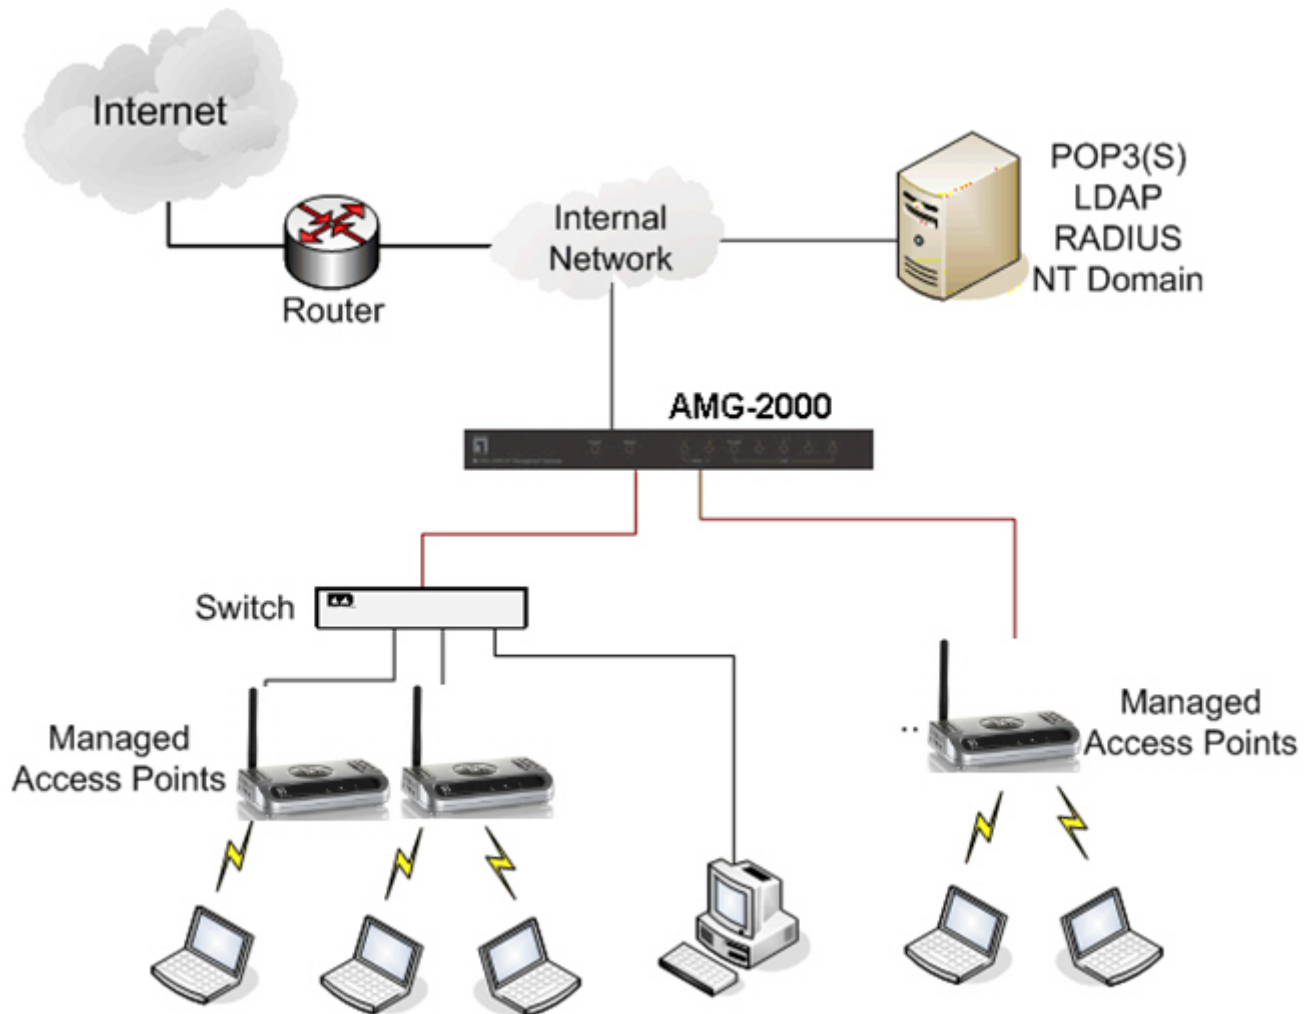 Internet
Router
Internal
Network
POP3(S)
LDAP
RADIUS
NT Domain
AMG-2000
Switch
Managed
Access Points
Managed
Access Points